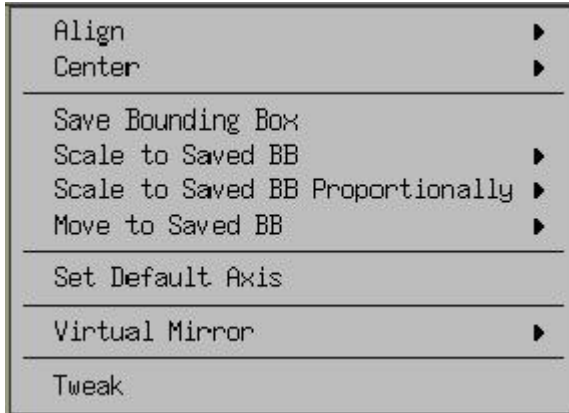 Align
Center
Save Bounding Box
Scale to Saved BB
Scale to Saved BB Proportionally
Move to Saved BB
Set Default Axis
Virtual Mirror
Tweak